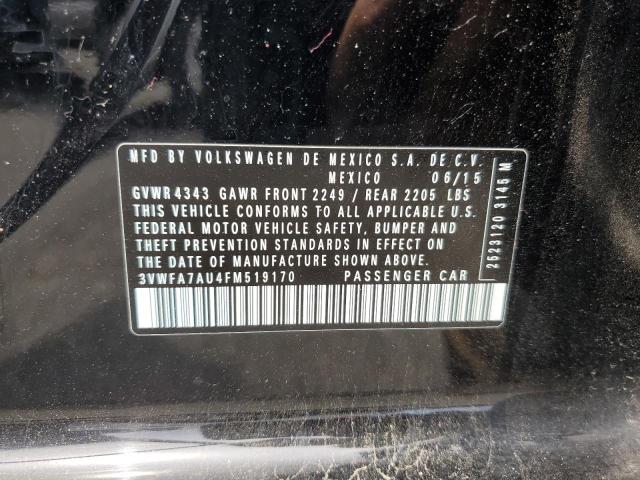 MFD BY VOLKSWAGEN DE MEXICO S.A. DE C.V.
MEXICO 06/15
GVWR 4343 GAWR FRONT 2249 / REAR 2205 LBS
THIS VEHICLE CONFORMS TO ALL APPLICABLE U.S.
FEDERAL MOTOR VEHICLE SAFETY, BUMPER AND
THEFT PREVENTION STANDARDS IN EFFECT ON
THE DATE OF MANUFACTURE SHOWN ABOVE.
3VWFA7AU4FM519170 PASSENGER CAR
2523120 3148 M